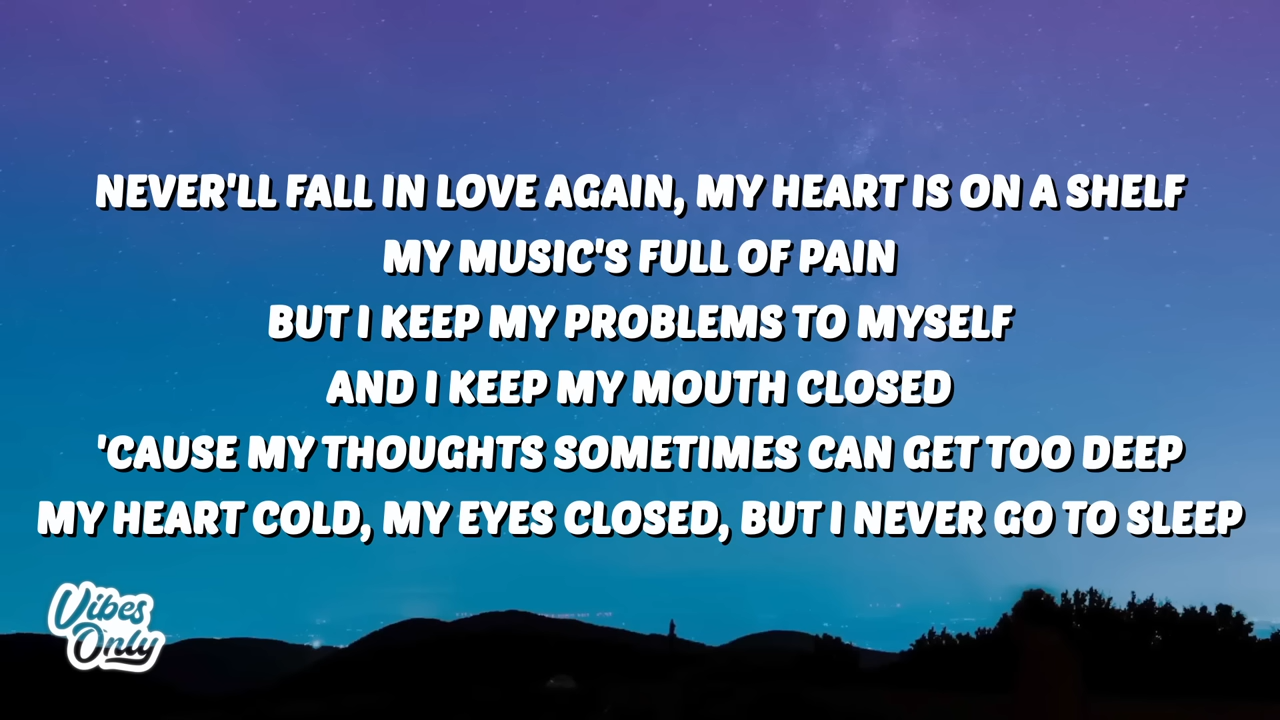 NEVER'LL FALL IN LOVE AGAIN, MY HEART IS ON A SHELF
MY MUSIC'S FULL OF PAIN
BUT I KEEP MY PROBLEMS TO MYSELF
AND I KEEP MY MOUTH CLOSED
'CAUSE MY THOUGHTS SOMETIMES CAN GET TOO DEEP
MY HEART COLD, MY EYES CLOSED, BUT I NEVER GO TO SLEEP
Vibes
Only